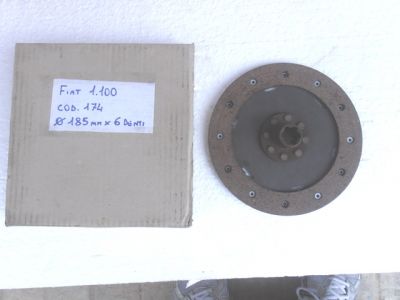 FIAT 1.100
COD. 174
Ø 185 mm x 6 DENTI